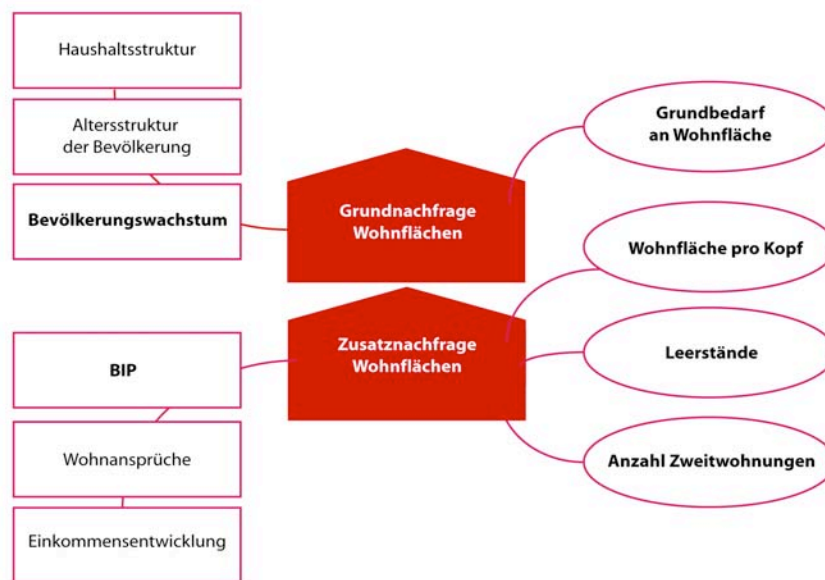 Haushaltsstruktur
Altersstruktur
der Bevölkerung
Bevölkerungswachstum
Grundnachfrage
Wohnflächen
Grundbedarf
an Wohnfläche
Wohnfläche pro Kopf
BIP
Zusatznachfrage
Wohnflächen
Leerstände
Wohnansprüche
Anzahl Zweitwohnungen
Einkommensentwicklung